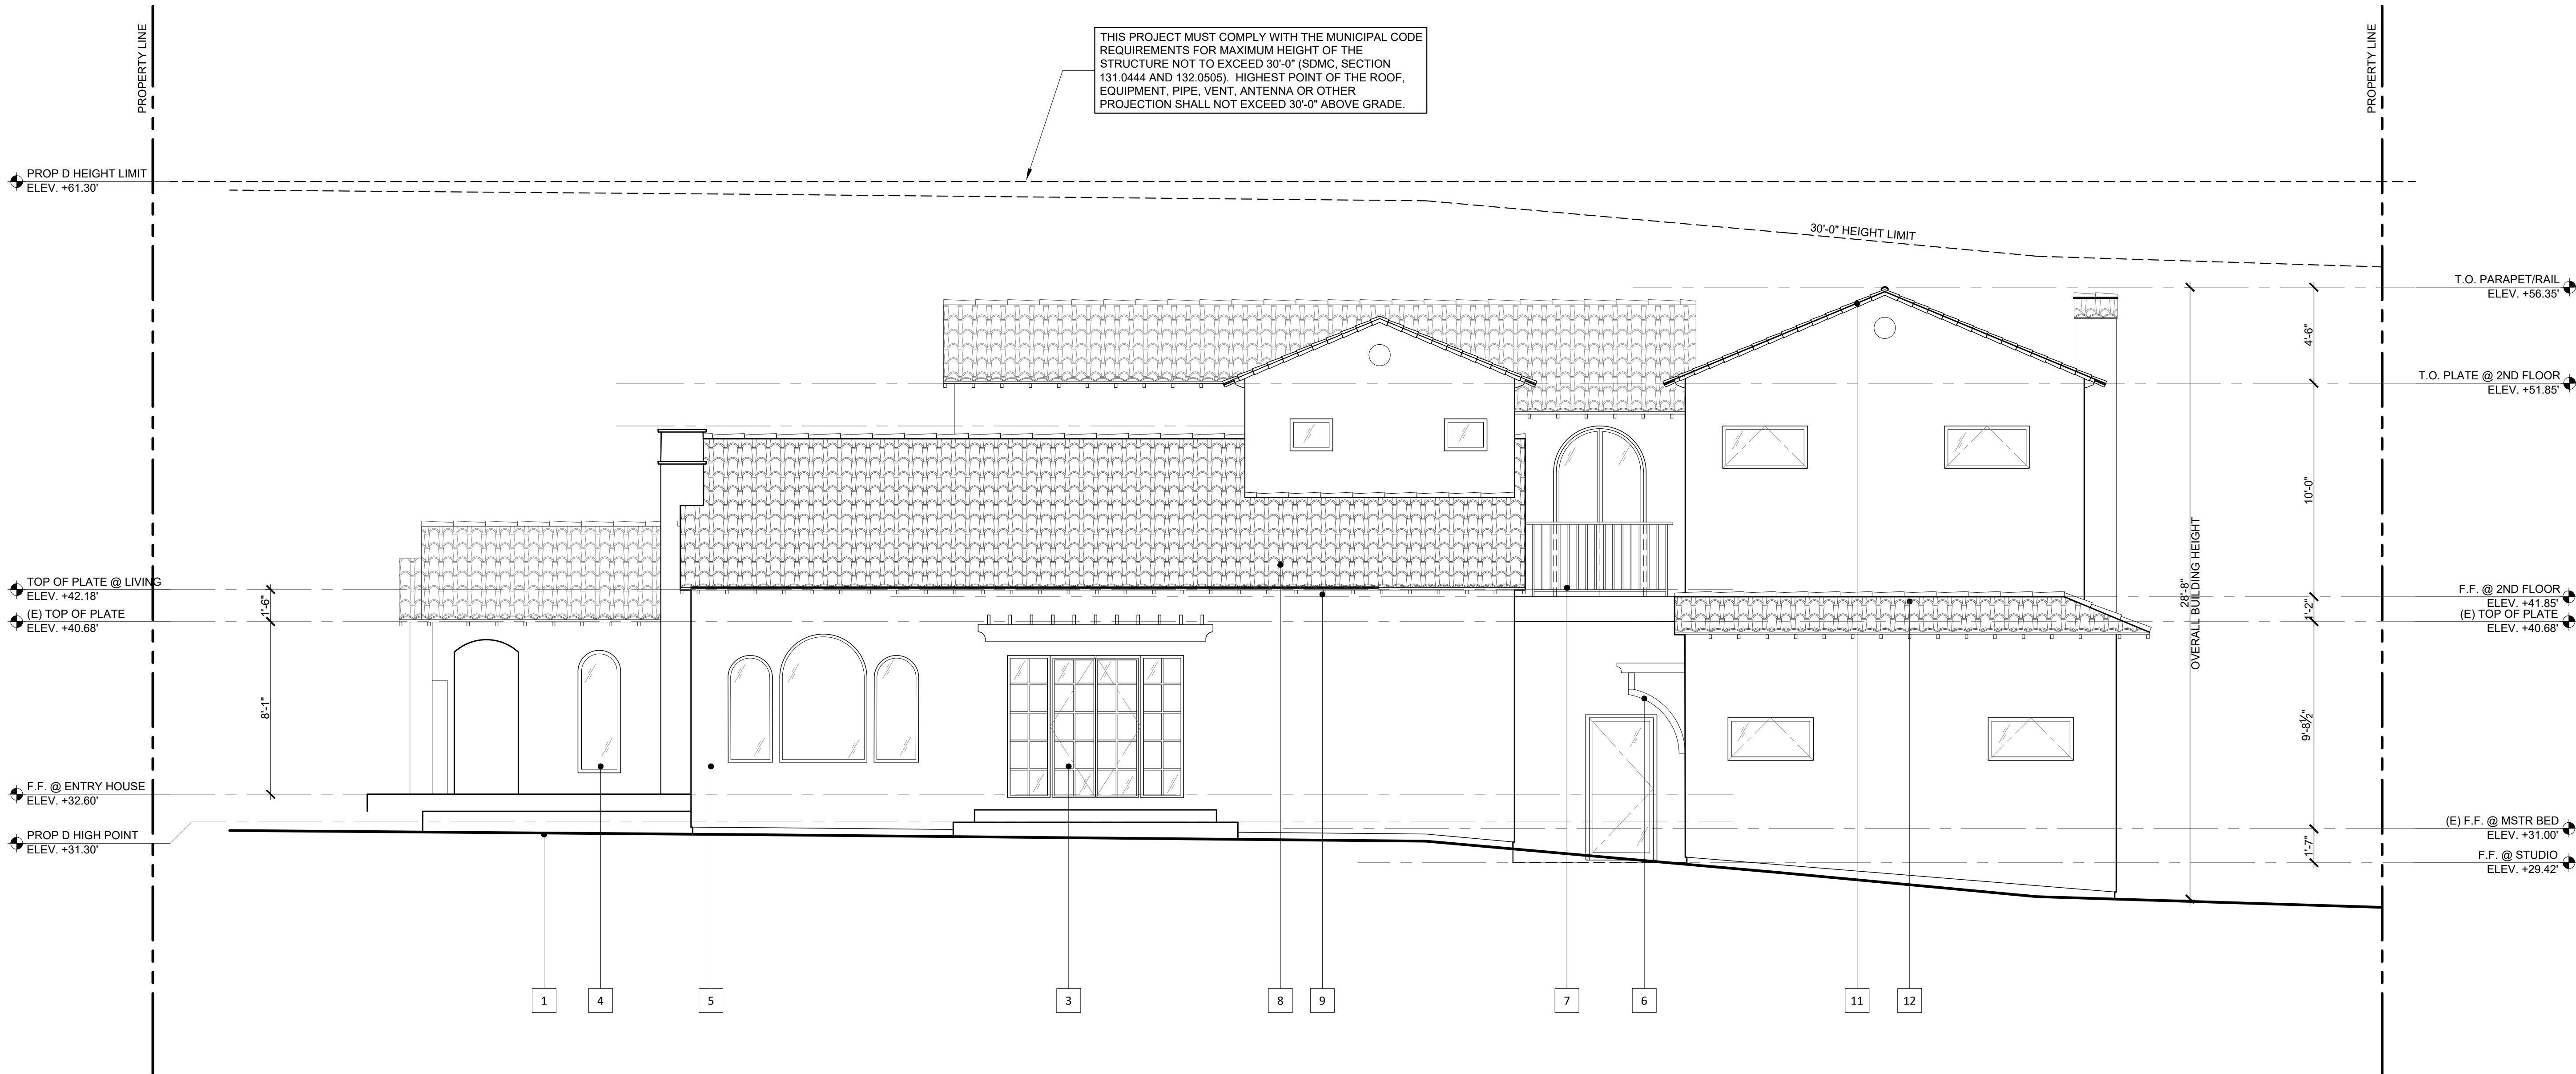 PROPERTY LINE
PROPERTY LINE
THIS PROJECT MUST COMPLY WITH THE MUNICIPAL CODE
REQUIREMENTS FOR MAXIMUM HEIGHT OF THE
STRUCTURE NOT TO EXCEED 30'-0" (SDMC, SECTION
131.0444 AND 132.0505).  HIGHEST POINT OF THE ROOF,
EQUIPMENT, PIPE, VENT, ANTENNA OR OTHER
PROJECTION SHALL NOT EXCEED 30'-0" ABOVE GRADE.
PROP D HEIGHT LIMIT
ELEV. +61.30'
30'-0" HEIGHT LIMIT
T.O. PARAPET/RAIL
ELEV. +56.35'
4'-6"
T.O. PLATE @ 2ND FLOOR
ELEV. +51.85'
10'-0"
OVERALL BUILDING HEIGHT
28'-8"
TOP OF PLATE @ LIVING
ELEV. +42.18'
1'-6"
(E) TOP OF PLATE
ELEV. +40.68'
F.F. @ 2ND FLOOR
ELEV. +41.85'
1'-2"
(E) TOP OF PLATE
ELEV. +40.68'
8'-1"
9'-8½"
F.F. @ ENTRY HOUSE
ELEV. +32.60'
PROP D HIGH POINT
ELEV. +31.30'
(E) F.F. @ MSTR BED
ELEV. +31.00'
1'-7"
F.F. @ STUDIO
ELEV. +29.42'
1
4
5
3
8
9
7
6
11
12